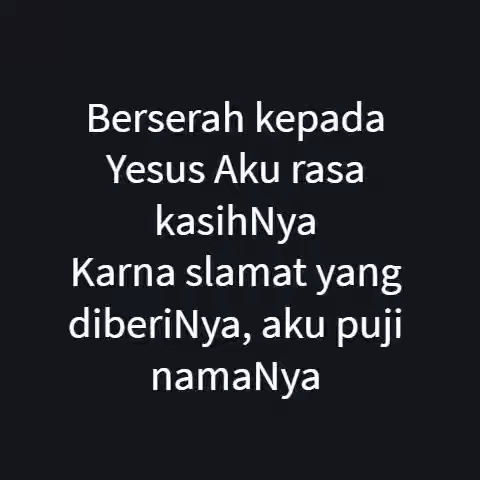 Berserah kepada
Yesus Aku rasa
kasihNya
Karna slamat yang
diberiNya, aku puji
namaNya